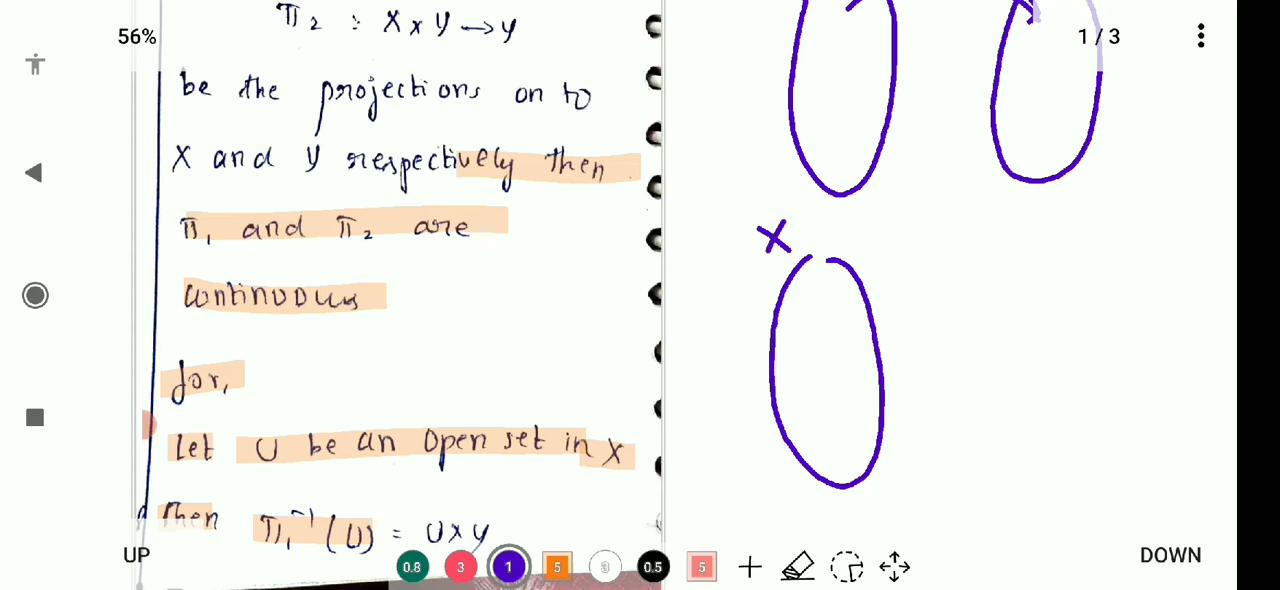 π₂ : X x Y → Y
56%
1 / 3
be the projections on to
X and Y respectively then
π₁ and π₂ are
continuous
for,
Let U be an open set in X
then π₁⁻¹(U) = U x Y
X
UP
0.8 3 1 5 3 0.5 5
DOWN